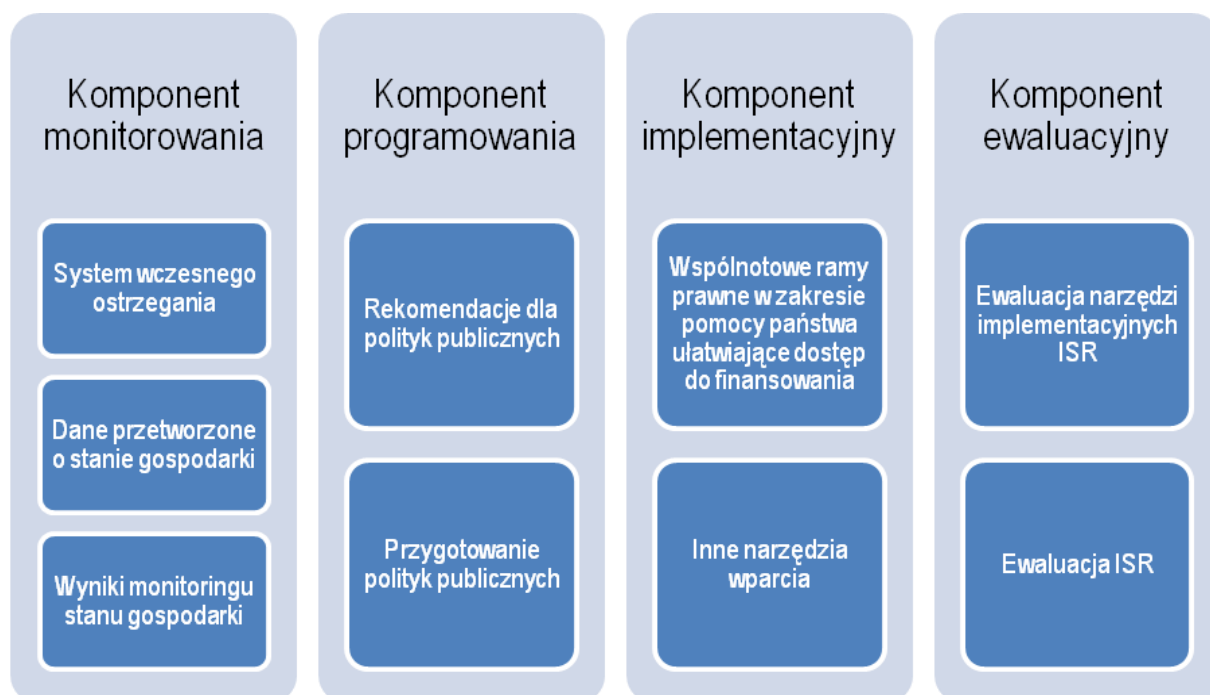 Komponent
monitorowania
System wczesnego
ostrzegania
Dane przetworzone
o stanie gospodarki
Wyniki monitoringu
stanu gospodarki
Komponent
programowania
Rekomendacje dla
polityk publicznych
Przygotowanie
polityk publicznych
Komponent
implementacyjny
Wspólnotowe ramy
prawne w zakresie
pomocy państwa
ułatwiające dostęp
do finansowania
Inne narzędzia
wparcia
Komponent
ewaluacyjny
Ewaluacja narzędzi
implementacyjnych
ISR
Ewaluacja ISR